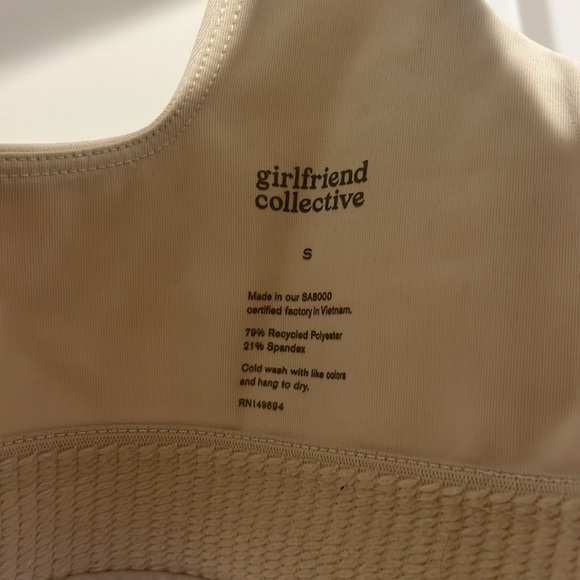 girlfriend
collective
S
Made in our SA8000
certified factory in Vietnam.
79% Recycled Polyester
21% Spandex
Cold wash with like colors
and hang to dry.
RN149694